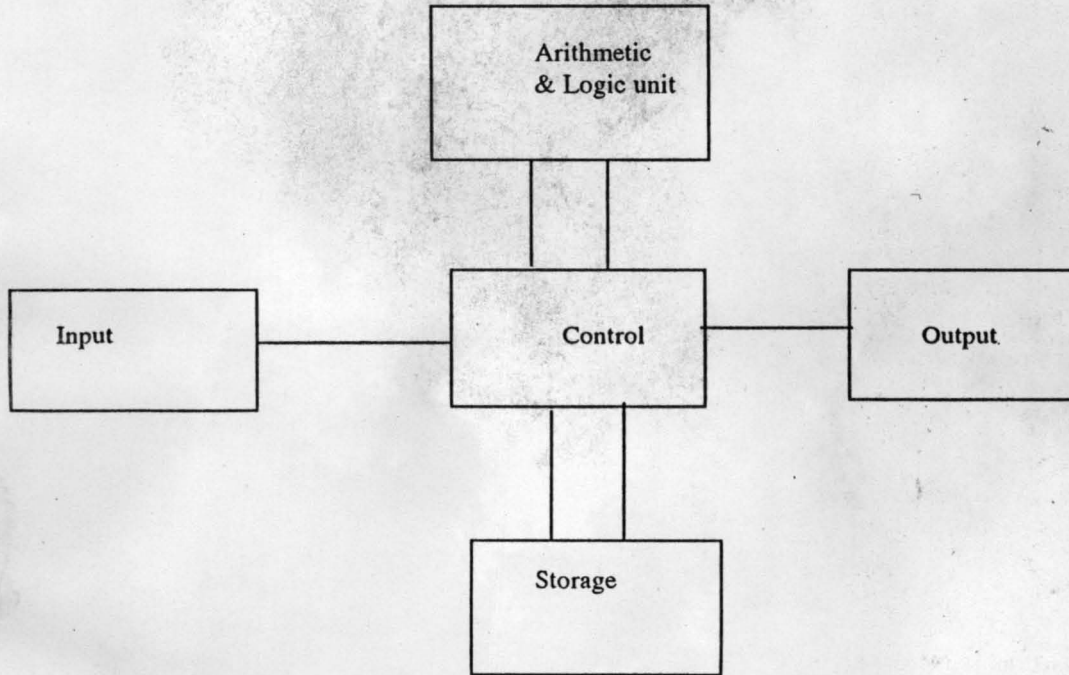 Arithmetic
& Logic unit
Input
Control
Output
Storage